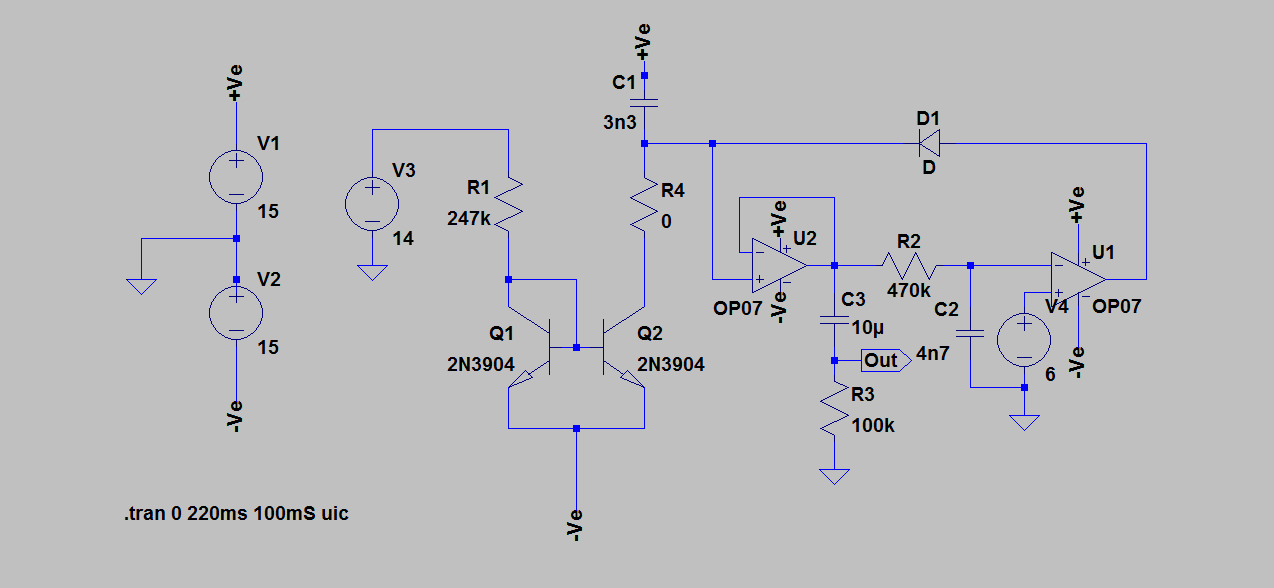 +Ve
V1
15
V2
15
-Ve
V3
14
R1
247k
Q1
2N3904
Q2
2N3904
-Ve
+Ve
C1
3n3
R4
0
D1
D
+Ve
U2
OP07
-Ve
C3
10µ
Out
R3
100k
R2
470k
C2
4n7
+Ve
U1
OP07
V4
6
-Ve
.tran 0 220ms 100mS uic